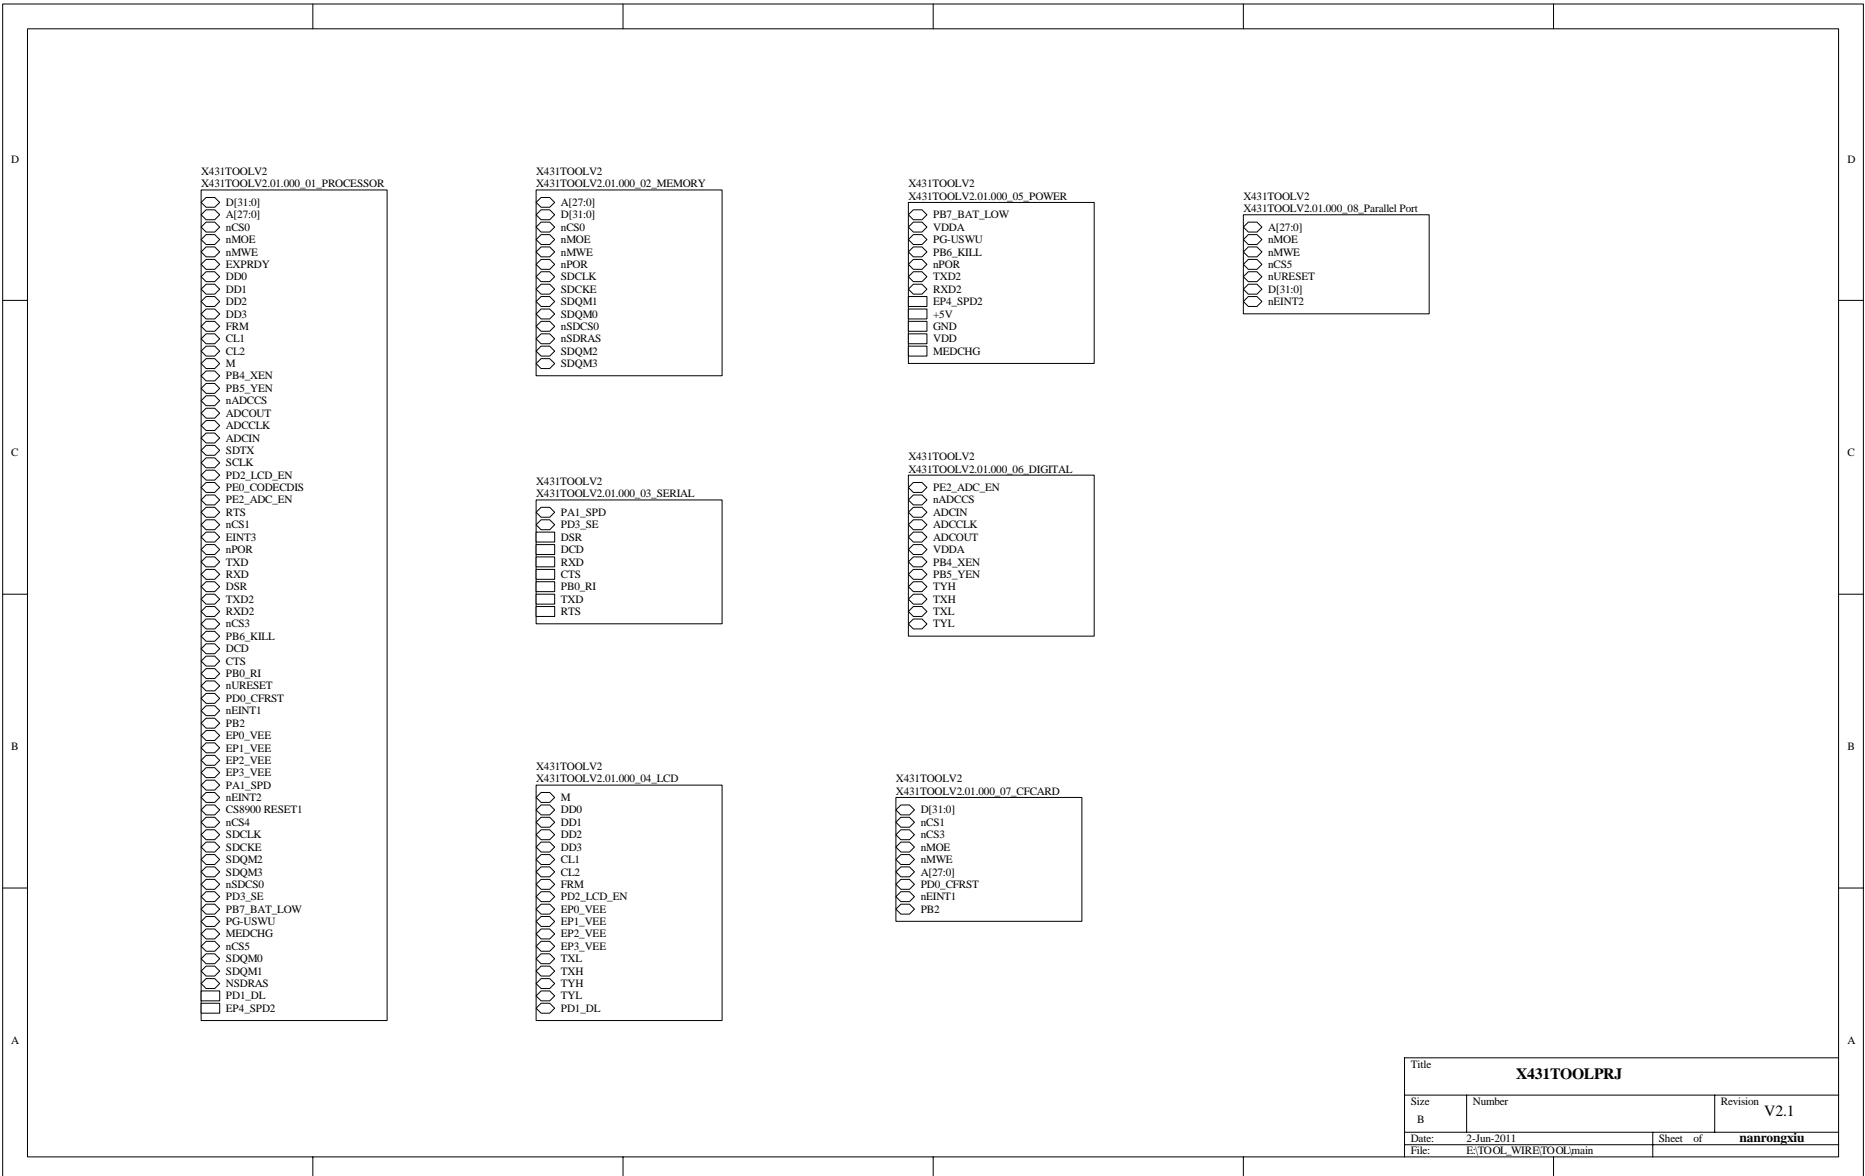 D
D
C
C
B
B
A
A
X431TOOLV2
X431TOOLV2.01.000_01_PROCESSOR
D[31:0]
A[27:0]
nCS0
nMOE
nMWE
EXPRDY
DD0
DD1
DD2
DD3
FRM
CL1
CL2
M
PB4_XEN
PB5_YEN
nADCCS
ADCOUT
ADCCLK
ADCIN
SDTX
SCLK
PD2_LCD_EN
PE0_CODECDIS
PE2_ADC_EN
RTS
nCS1
EINT3
nPOR
TXD
RXD
DSR
TXD2
RXD2
nCS3
PB6_KILL
DCD
CTS
PB0_RI
nURESET
PD0_CFRST
nEINT1
PB2
EP0_VEE
EP1_VEE
EP2_VEE
EP3_VEE
PA1_SPD
nEINT2
CS8900 RESET1
nCS4
SDCLK
SDCKE
SDQM2
SDQM3
nSDCS0
PD3_SE
PB7_BAT_LOW
PG-USWU
MEDCHG
nCS5
SDQM0
SDQM1
NSDRAS
PD1_DL
EP4_SPD2
X431TOOLV2
X431TOOLV2.01.000_02_MEMORY
A[27:0]
D[31:0]
nCS0
nMOE
nMWE
nPOR
SDCLK
SDCKE
SDQM1
SDQM0
nSDCS0
nSDRAS
SDQM2
SDQM3
X431TOOLV2
X431TOOLV2.01.000_03_SERIAL
PA1_SPD
PD3_SE
DSR
DCD
RXD
CTS
PB0_RI
TXD
RTS
X431TOOLV2
X431TOOLV2.01.000_04_LCD
M
DD0
DD1
DD2
DD3
CL1
CL2
FRM
PD2_LCD_EN
EP0_VEE
EP1_VEE
EP2_VEE
EP3_VEE
TXL
TXH
TYH
TYL
PD1_DL
X431TOOLV2
X431TOOLV2.01.000_05_POWER
PB7_BAT_LOW
VDDA
PG-USWU
PB6_KILL
nPOR
TXD2
RXD2
EP4_SPD2
+5V
GND
VDD
MEDCHG
X431TOOLV2
X431TOOLV2.01.000_06_DIGITAL
PE2_ADC_EN
nADCCS
ADCIN
ADCCLK
ADCOUT
VDDA
PB4_XEN
PB5_YEN
TYH
TXH
TXL
TYL
X431TOOLV2
X431TOOLV2.01.000_07_CFCARD
D[31:0]
nCS1
nCS3
nMOE
nMWE
A[27:0]
PD0_CFRST
nEINT1
PB2
X431TOOLV2
X431TOOLV2.01.000_08_Parallel Port
A[27:0]
nMOE
nMWE
nCS5
nURESET
D[31:0]
nEINT2
Title
X431TOOLPRJ
Size
Number
Revision
B
V2.1
Date: 2-Jun-2011 Sheet of nanrongxiu
File: E:\TOOL_WIRE\TOOL\main